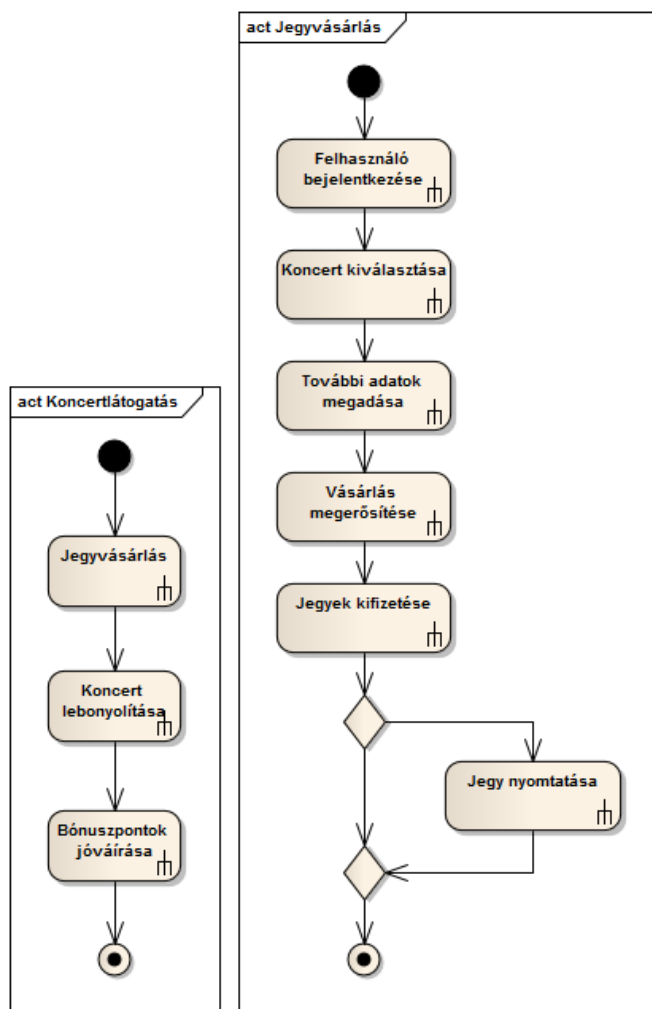 act Jegyvásárlás
Felhasználó
bejelentkezése
Koncert kiválasztása
További adatok
megadása
Vásárlás
megerősítése
Jegyek kifizetése
Jegy nyomtatása
act Koncertlátogatás
Jegyvásárlás
Koncert
lebonyolítása
Bónuszpontok
jóváírása